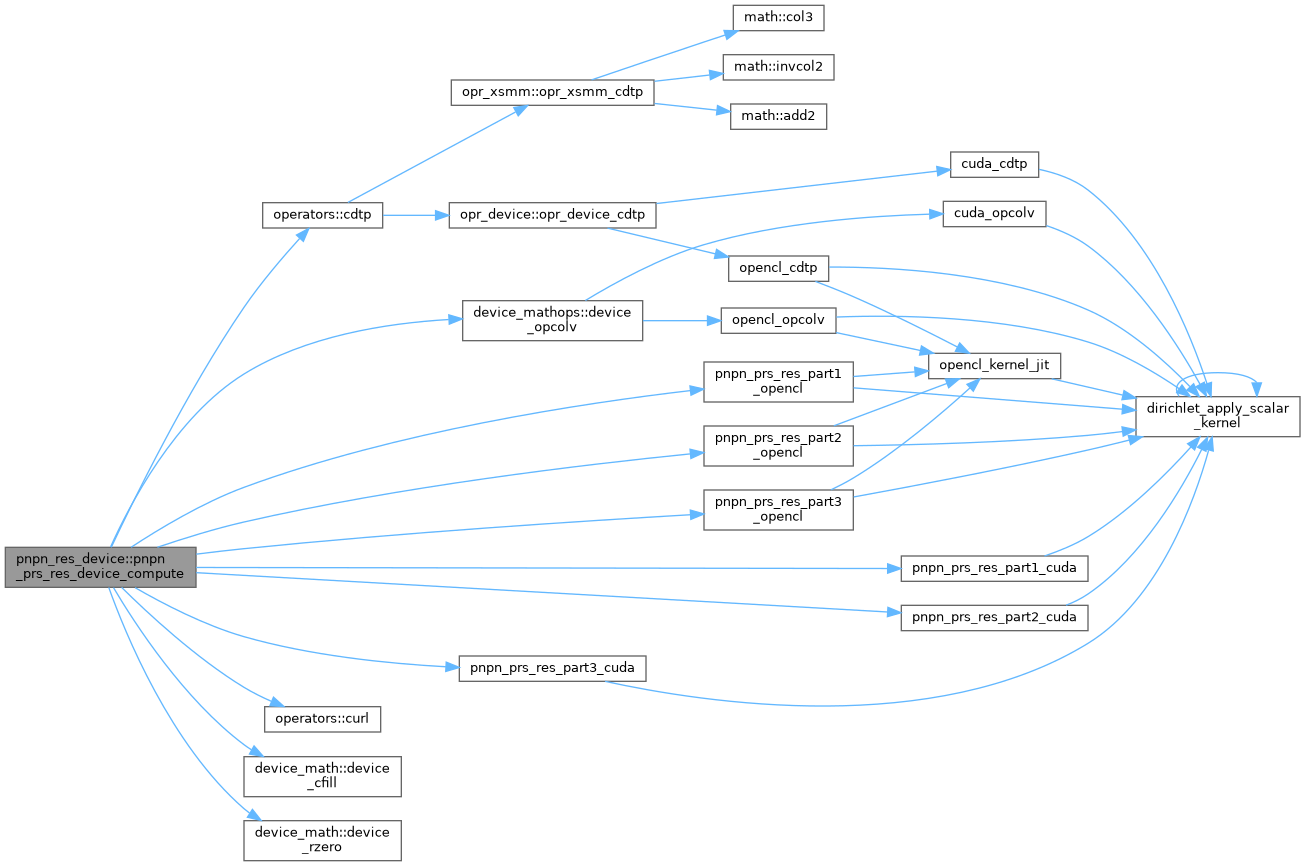 math::col3
math::invcol2
opr_xsmm::opr_xsmm_cdtp
math::add2
cuda_cdtp
operators::cdtp
opr_device::opr_device_cdtp
cuda_opcolv
opencl_cdtp
device_mathops::device
_opcolv
opencl_opcolv
opencl_kernel_jit
pnpn_prs_res_part1
_opencl
dirichlet_apply_scalar
_kernel
pnpn_prs_res_part2
_opencl
pnpn_prs_res_part3
_opencl
pnpn_res_device::pnpn
_prs_res_device_compute
pnpn_prs_res_part1_cuda
pnpn_prs_res_part2_cuda
pnpn_prs_res_part3_cuda
operators::curl
device_math::device
_cfill
device_math::device
_rzero